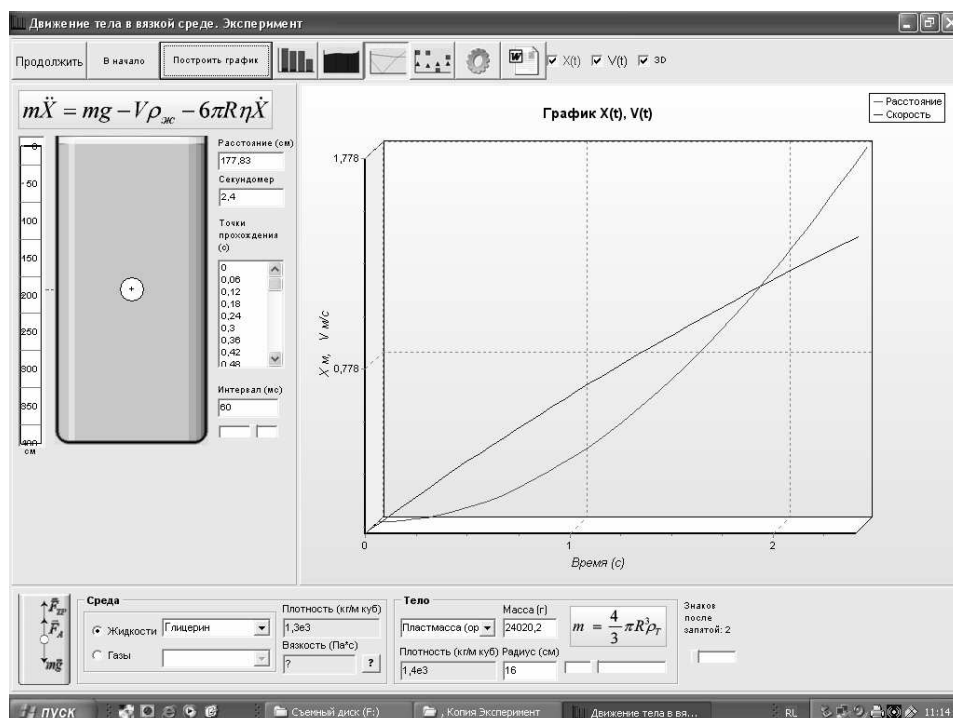 Движение тела в вязкой среде. Эксперимент
Продолжить В начало Построить график X(t) V(t) 3D
mẌ = mg − Vρж − 6πRηẊ
Расстояние (см)
177,83
Секундомер
2,4
Точки
прохождения
(с)
0
0,06
0,12
0,18
0,24
0,3
0,36
0,42
0,48
Интервал (мс)
60
0
50
100
150
200
250
300
350
400
см
График X(t), V(t)
Расстояние
Скорость
1,778
0,778
X м, V м/с
0 1 2
Время (с)
F⃗тр
F⃗A
mg⃗
Среда
Жидкости Глицерин
Газы
Плотность (кг/м куб)
1,3e3
Вязкость (Па*с)
? ?
Тело
Пластмасса (ор
Масса (г)
24020,2
Плотность (кг/м куб) Радиус (см)
1,4e3 16
m = 4/3 πR³ρT
Знаков
после
запятой: 2
пуск Съемный диск (F:) , Копия Эксперимент Движение тела в вя... RL 11:14